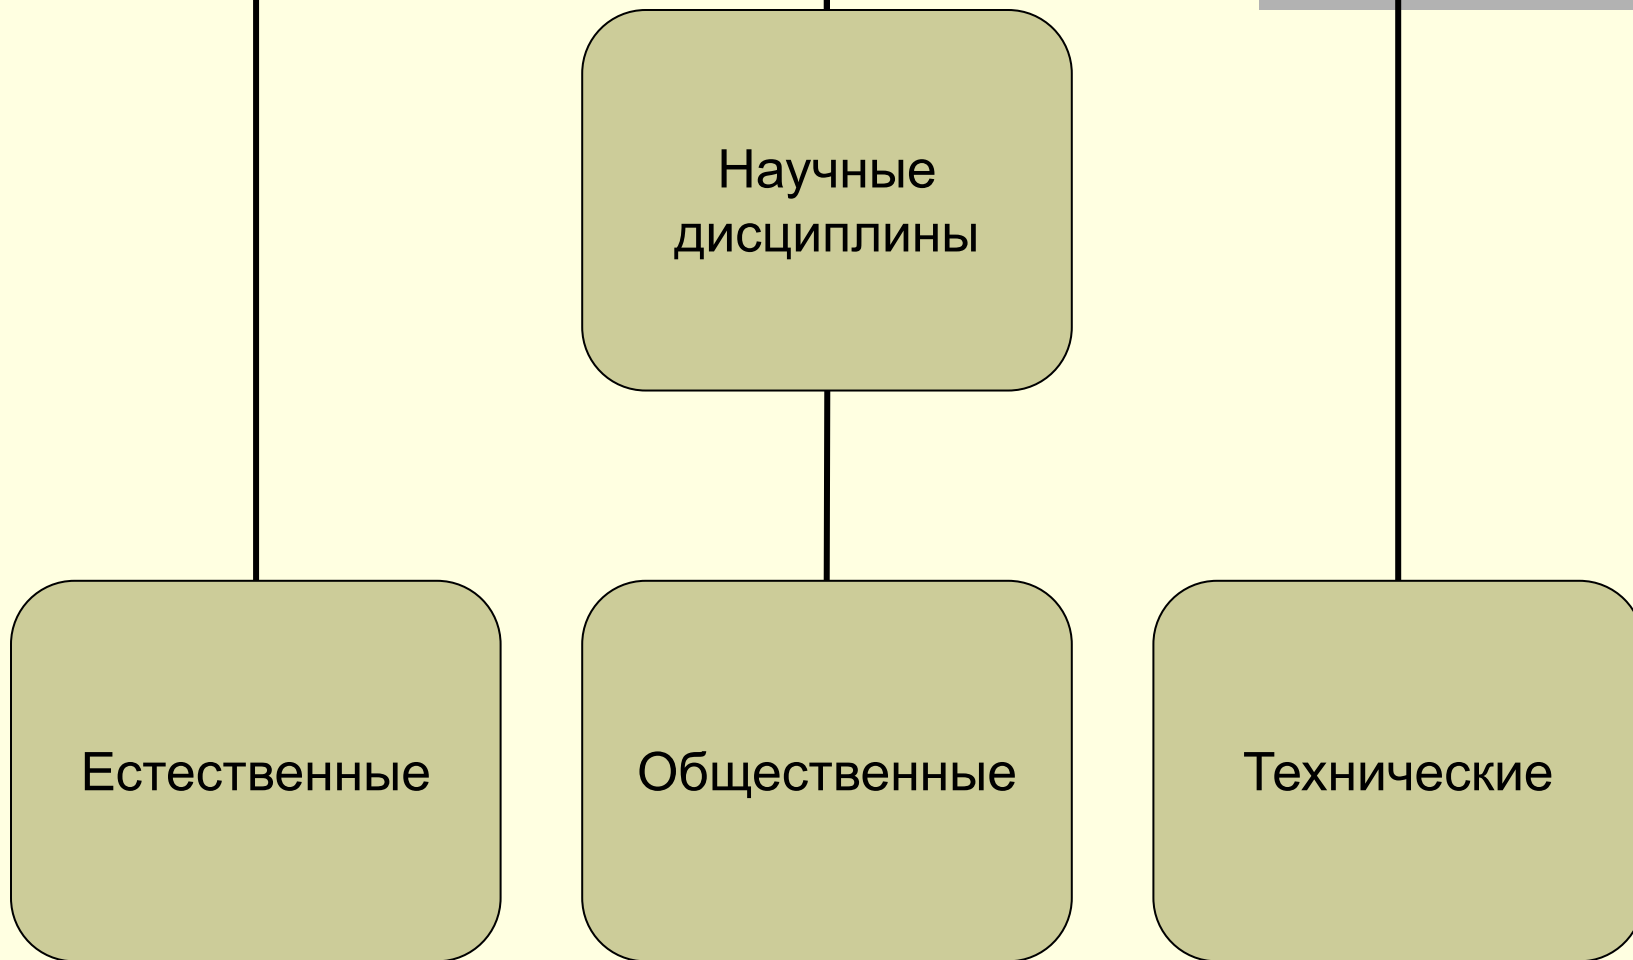 Научные
дисциплины
Естественные
Общественные
Технические